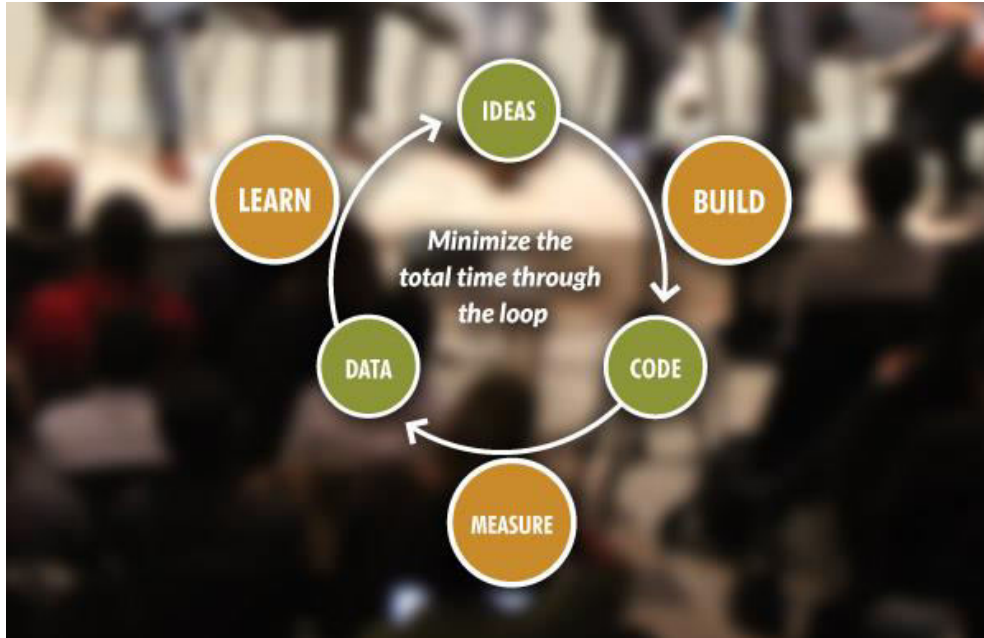 IDEAS
BUILD
CODE
MEASURE
DATA
LEARN
Minimize the
total time through
the loop